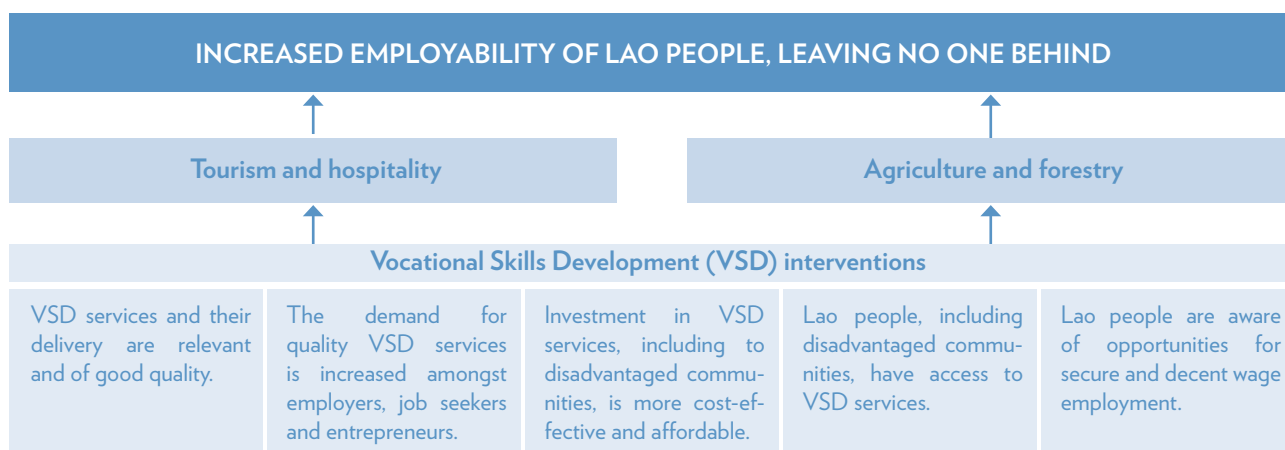 INCREASED EMPLOYABILITY OF LAO PEOPLE, LEAVING NO ONE BEHIND
Tourism and hospitality
Agriculture and forestry
Vocational Skills Development (VSD) interventions
VSD services and their
delivery are relevant
and of good quality.
The demand for
quality VSD services
is increased amongst
employers, job seekers
and entrepreneurs.
Investment in VSD
services, including to
disadvantaged commu-
nities, is more cost-ef-
fective and affordable.
Lao people, including
disadvantaged commu-
nities, have access to
VSD services.
Lao people are aware
of opportunities for
secure and decent wage
employment.